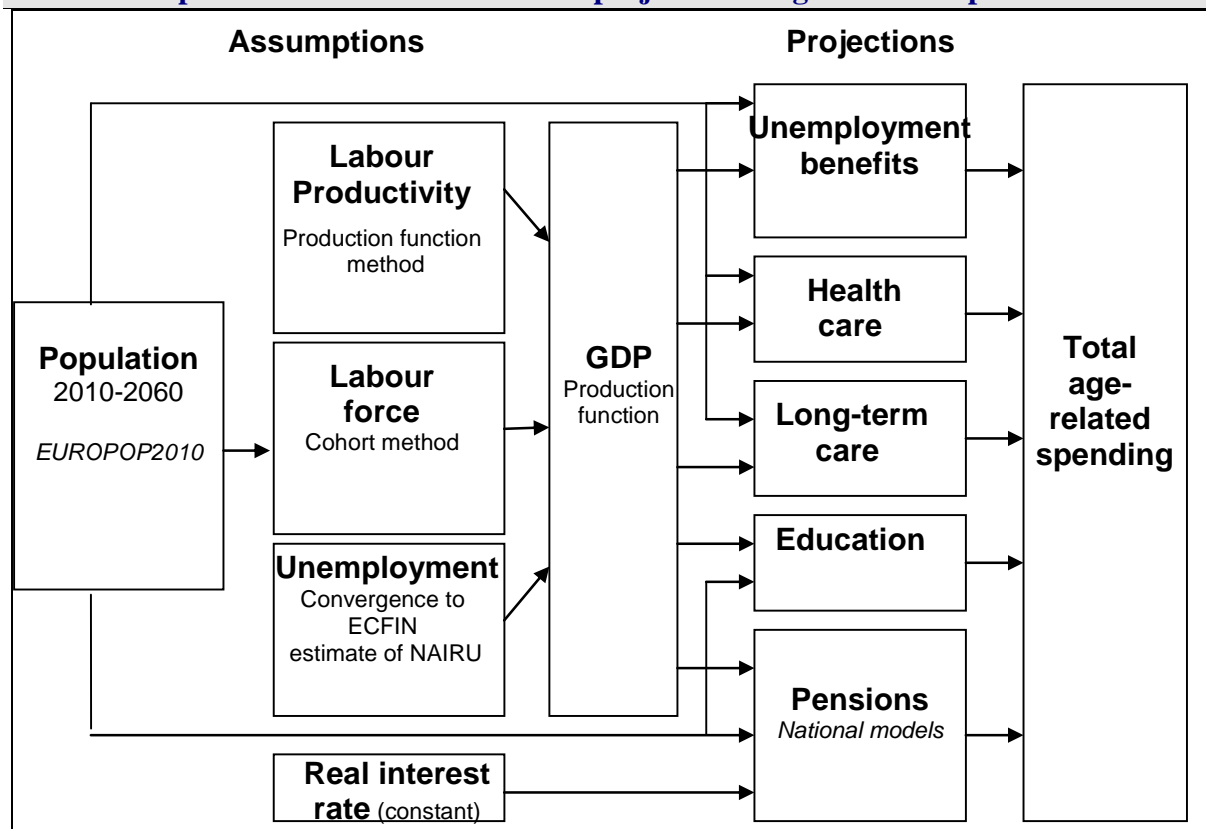 Assumptions
Projections
Population
2010-2060
EUROPOP2010
Labour
Productivity
Production function
method
Labour
force
Cohort method
Unemployment
Convergence to
ECFIN
estimate of NAIRU
Real interest
rate (constant)
GDP
Production
function
Unemployment
benefits
Health
care
Long-term
care
Education
Pensions
National models
Total
age-
related
spending